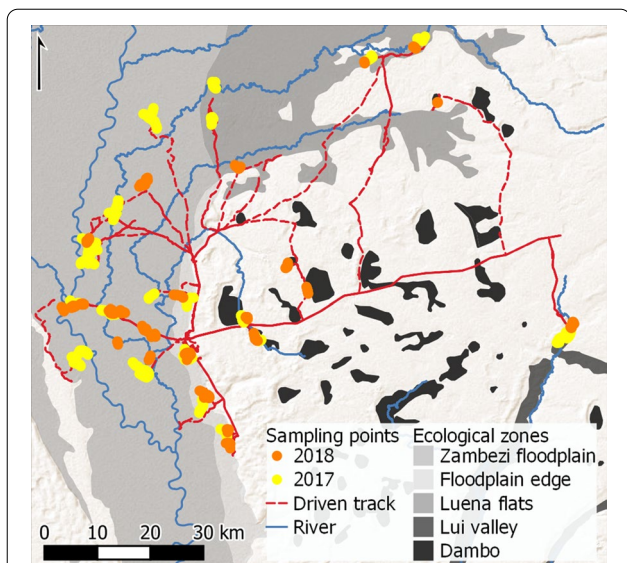 Sampling points
2018
2017
Driven track
River
Ecological zones
Zambezi floodplain
Floodplain edge
Luena flats
Lui valley
Dambo
0 10 20 30 km